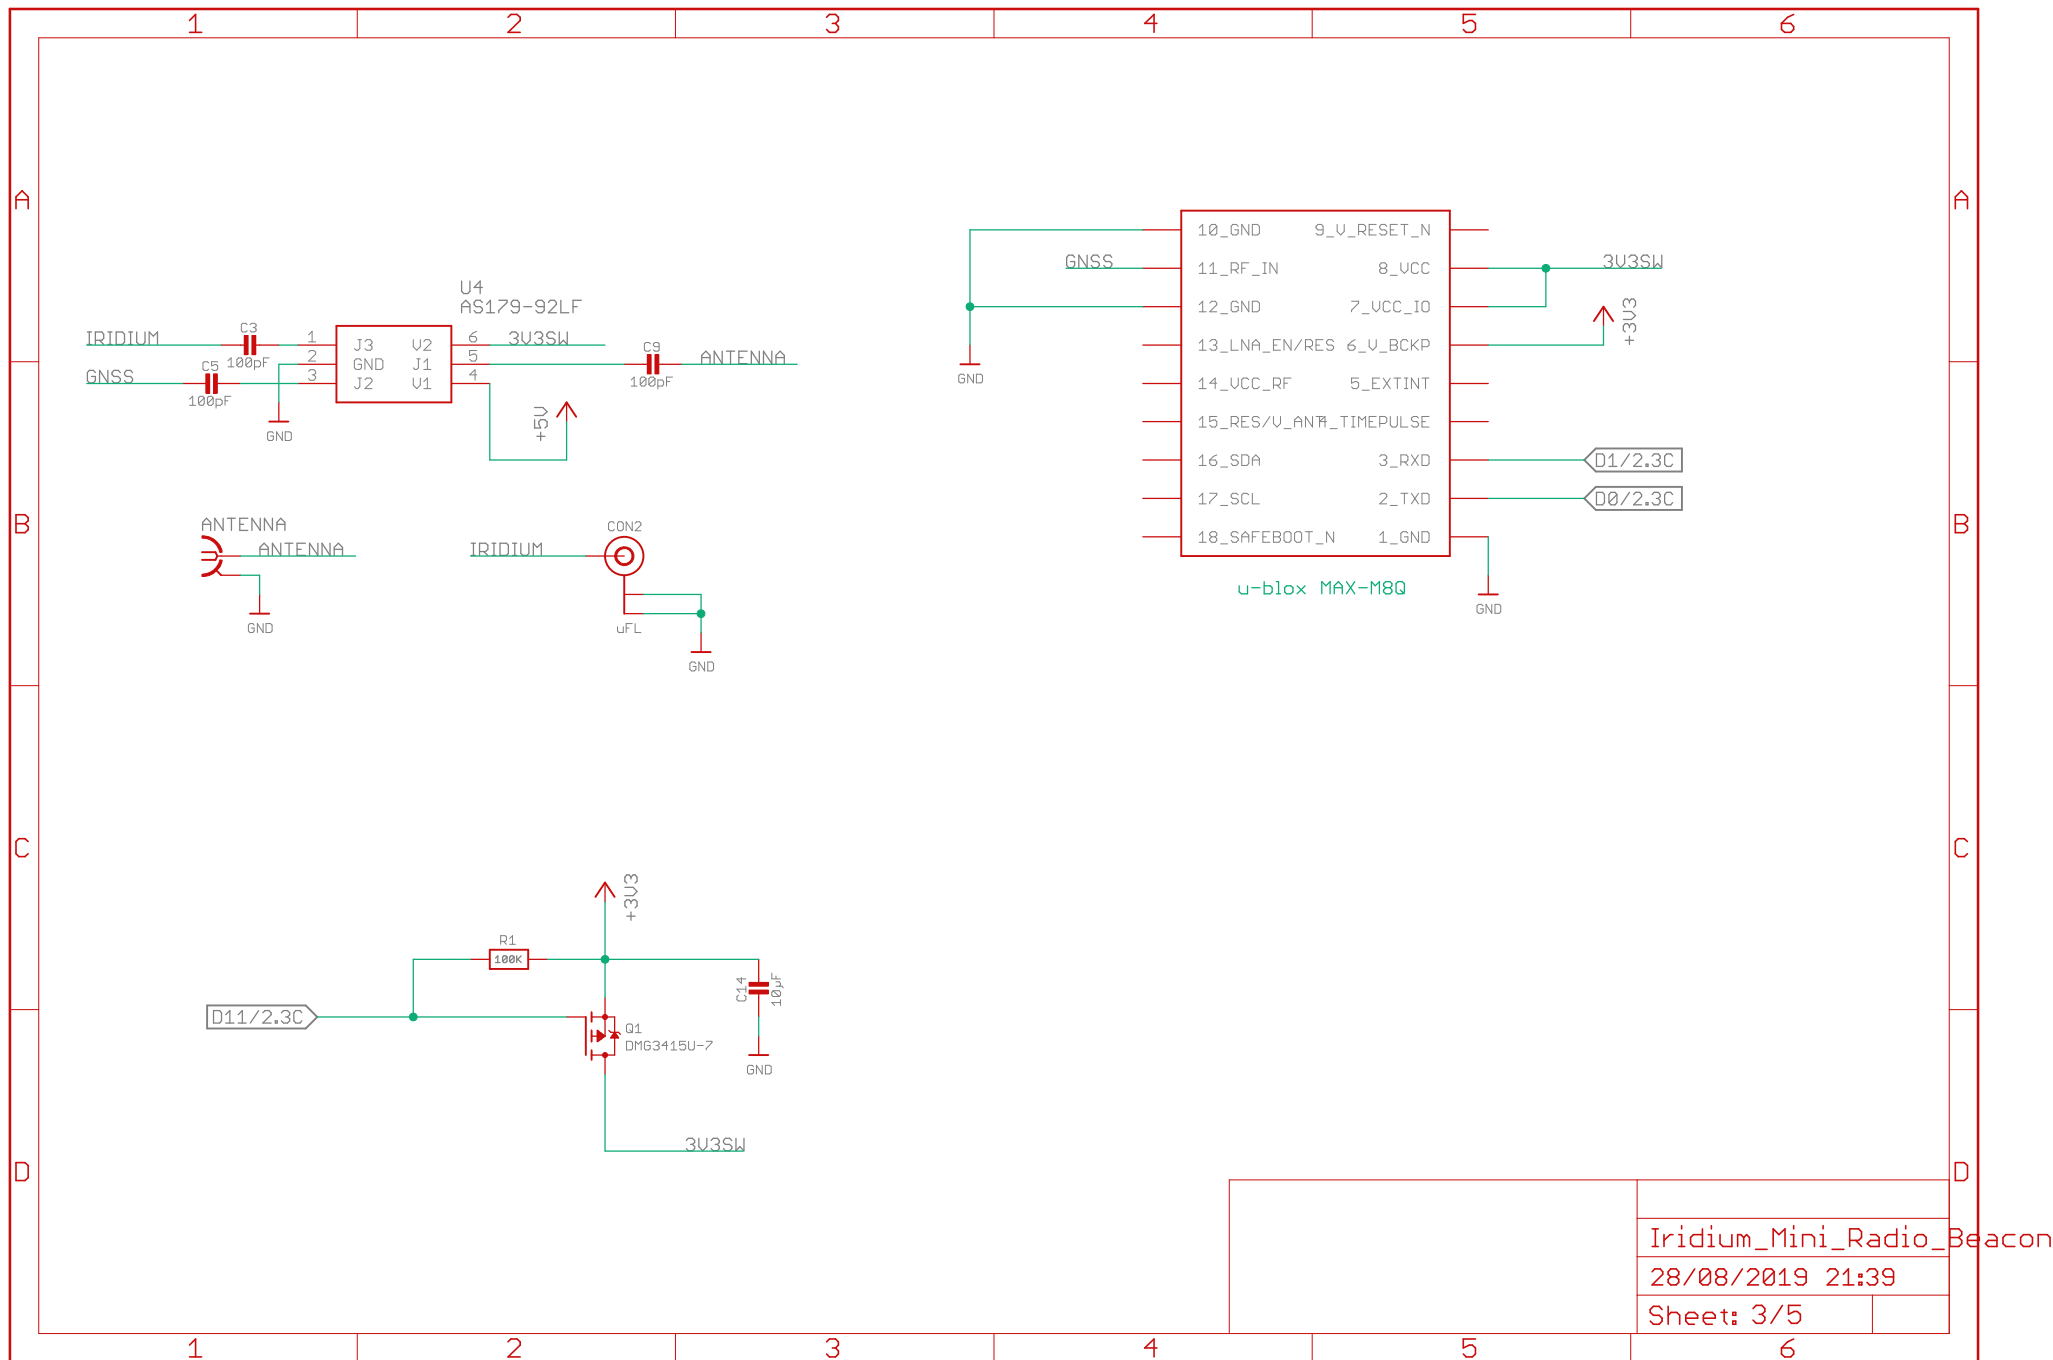 1 2 3 4 5 6
A A
U4
AS179-92LF
IRIDIUM C3 100pF 1 J3 V2 6 3V3SW
2 GND J1 5 C9 100pF ANTENNA
GNSS C5 100pF 3 J2 V1 4
GND
+5V
10_GND 9_V_RESET_N
GNSS 11_RF_IN 8_VCC 3V3SW
12_GND 7_VCC_IO
13_LNA_EN/RES 6_V_BCKP +3V3
GND
14_VCC_RF 5_EXTINT
15_RES/V_ANT 4_TIMEPULSE
16_SDA 3_RXD D1/2.3C
17_SCL 2_TXD D0/2.3C
18_SAFEBOOT_N 1_GND
u-blox MAX-M8Q
GND
B B
ANTENNA
ANTENNA
GND
CON2
IRIDIUM
uFL
GND
C C
+3V3
R1
100K
C14
10µF
D11/2.3C
Q1
DMG3415U-7
GND
3V3SW
D D
Iridium_Mini_Radio_Beacon
28/08/2019 21:39
Sheet: 3/5
1 2 3 4 5 6